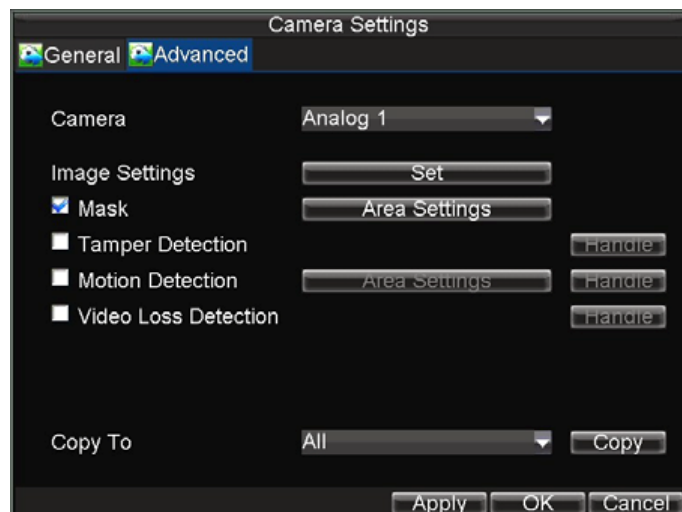 Camera Settings
General Advanced
Camera Analog 1
Image Settings Set
Mask Area Settings
Tamper Detection Handle
Motion Detection Area Settings Handle
Video Loss Detection Handle
Copy To All Copy
Apply OK Cancel